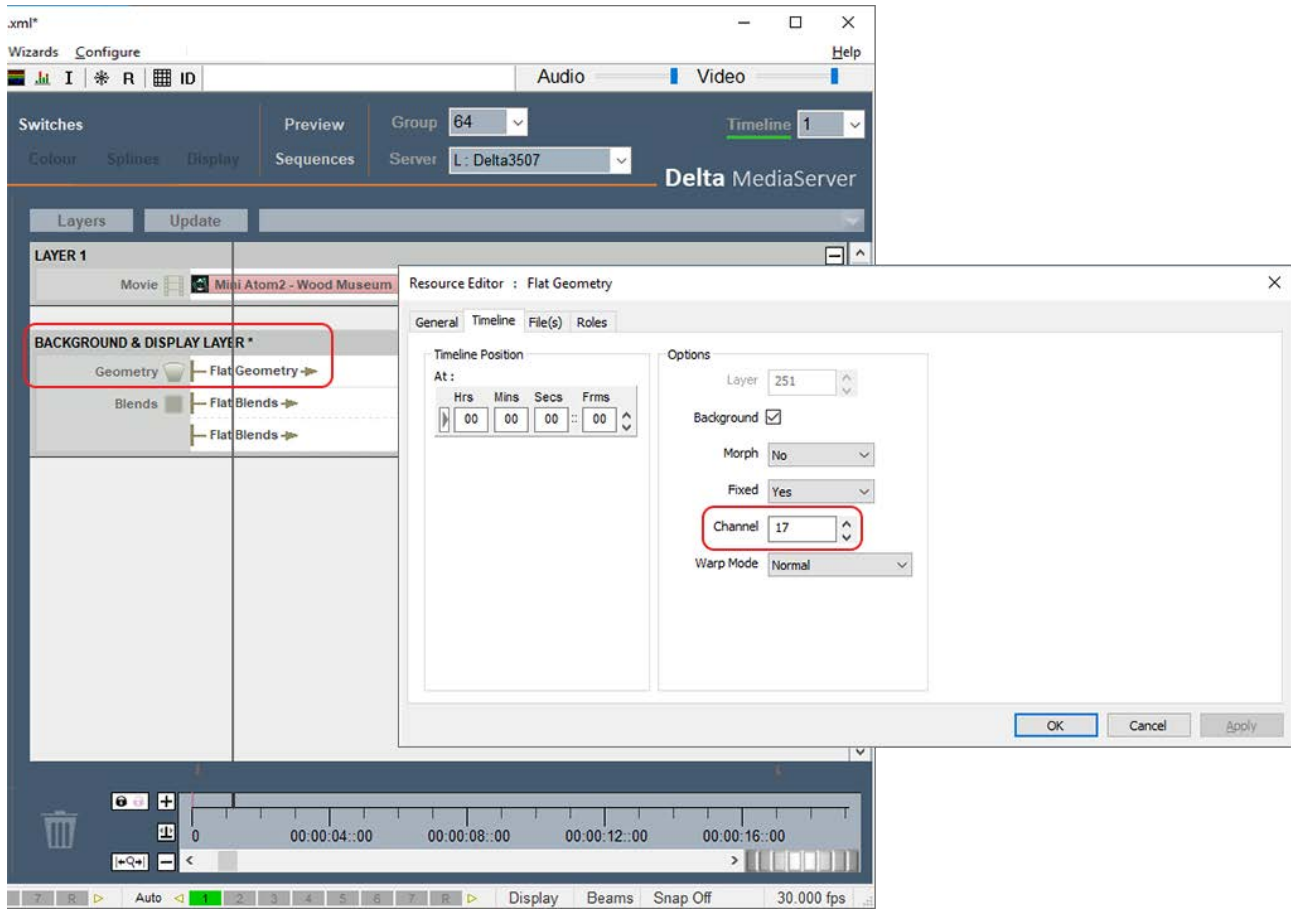 .xml*
Wizards Configure Help
I R ID Audio Video
Switches Preview Group 64 Timeline 1
Colour Splines Display Sequences Server L : Delta3507
Delta MediaServer
Layers Update
LAYER 1
Movie Mini Atom2 - Wood Museum
BACKGROUND & DISPLAY LAYER *
Geometry Flat Geometry
Blends Flat Blends
Flat Blends
Resource Editor : Flat Geometry
General Timeline File(s) Roles
Timeline Position
At :
Hrs Mins Secs Frms
00 00 00 :: 00
Options
Layer 251
Background
Morph No
Fixed Yes
Channel 17
Warp Mode Normal
OK Cancel Apply
0 00:00:04::00 00:00:08::00 00:00:12::00 00:00:16::00
7 R Auto 1 2 3 4 5 6 7 R Display Beams Snap Off 30.000 fps